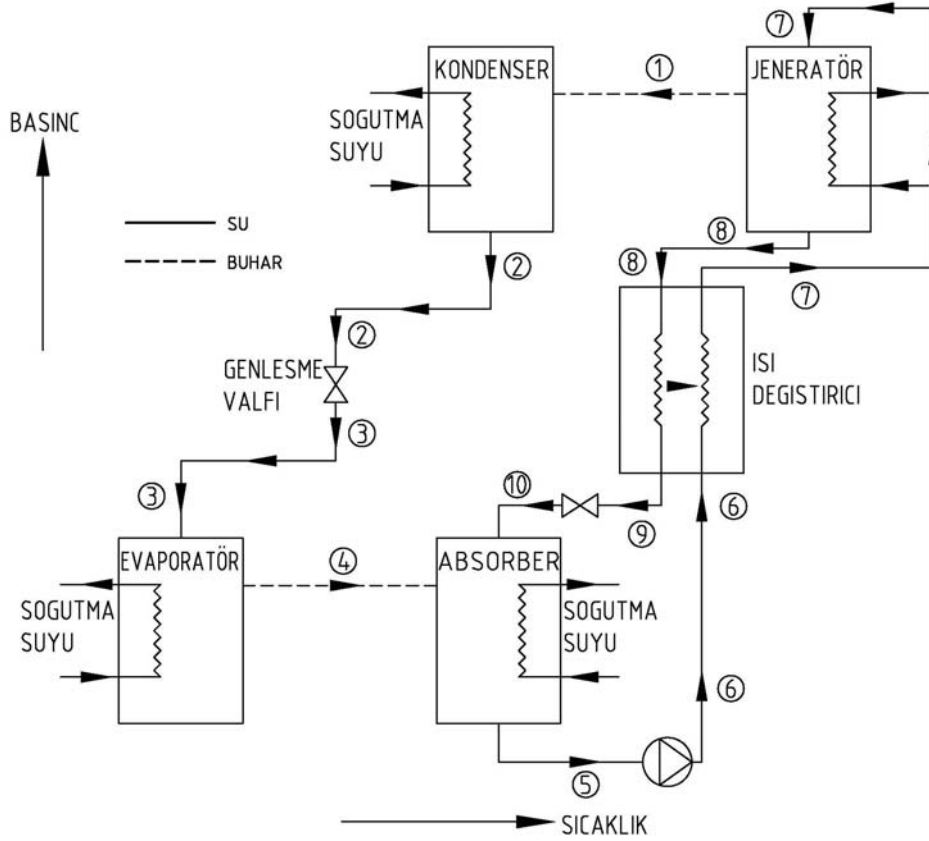 ⑦
KONDENSER
①
JENERATÖR
SOGUTMA
SUYU
BASINC
SU
BUHAR
⑧
⑧
②
⑦
②
GENLESME
VALFI
ISI
DEGISTIRICI
③
③
⑩
⑨
⑥
EVAPORATÖR
④
ABSORBER
SOGUTMA
SUYU
SOGUTMA
SUYU
⑥
⑤
SICAKLIK